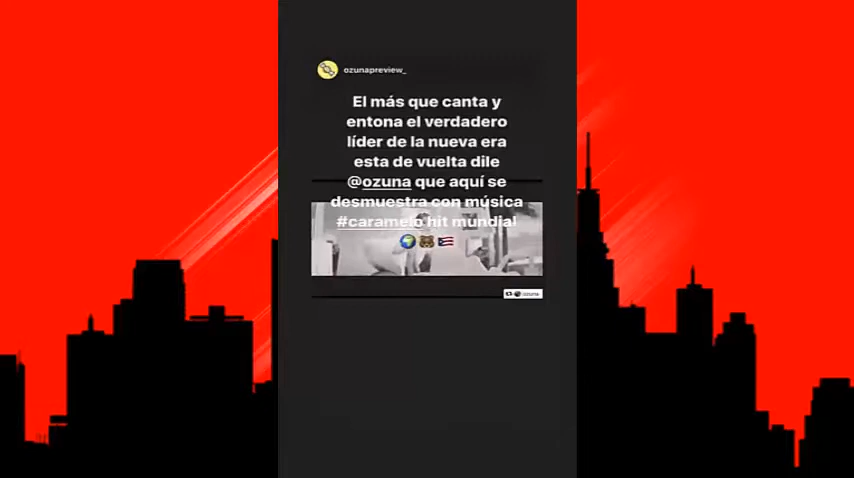 ozunapreview_
El más que canta y
entona el verdadero
líder de la nueva era
esta de vuelta dile
@ozuna que aquí se
desmuestra con música
#caramelo hit mundial
ozuna